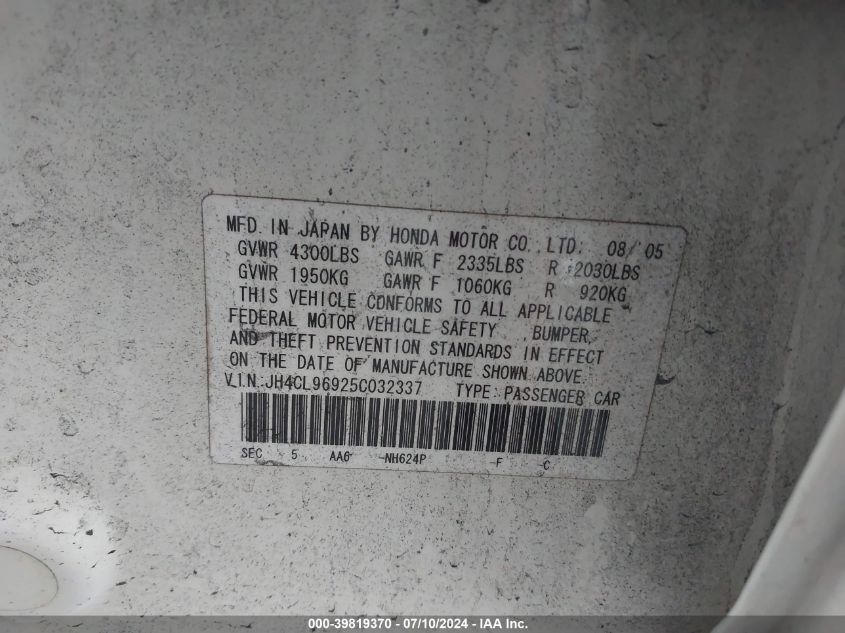 MFD. IN JAPAN BY HONDA MOTOR CO., LTD. 08/'05
GVWR 4300LBS GAWR F 2335LBS R 2030LBS
GVWR 1950KG GAWR F 1060KG R 920KG
THIS VEHICLE CONFORMS TO ALL APPLICABLE
FEDERAL MOTOR VEHICLE SAFETY , BUMPER,
AND THEFT PREVENTION STANDARDS IN EFFECT
ON THE DATE OF MANUFACTURE SHOWN ABOVE.
V.I.N.:JH4CL96925C032337 TYPE:PASSENGER CAR
SEC 5 AA6 -NH624P -F -C
000-39819370 - 07/10/2024 - IAA Inc.